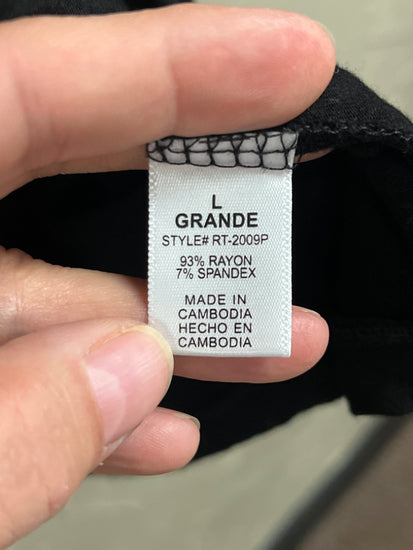 L
GRANDE
STYLE# RT-2009P
93% RAYON
7% SPANDEX
MADE IN
CAMBODIA
HECHO EN
CAMBODIA